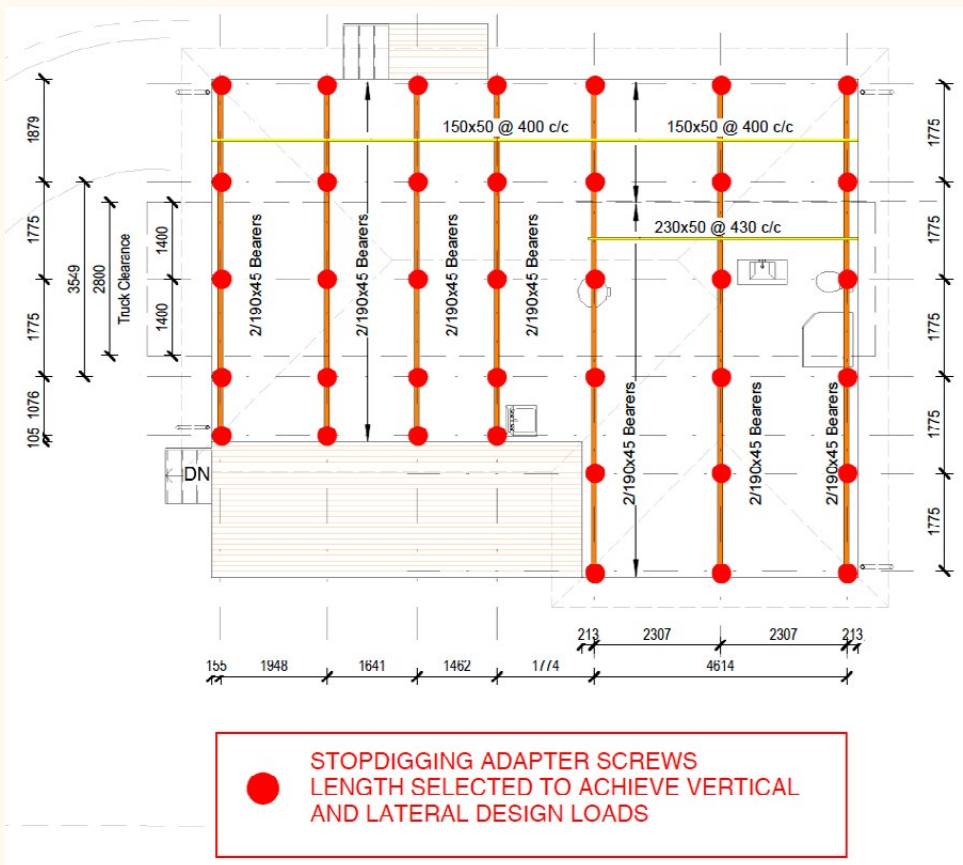 150x50 @ 400 c/c
150x50 @ 400 c/c
1879
1775
1775
1775
3549
2800
Truck Clearance
1400
1400
2/190x45 Bearers
2/190x45 Bearers
2/190x45 Bearers
2/190x45 Bearers
230x50 @ 430 c/c
1775
1775
1775
1076
105
DN
2/190x45 Bearers
2/190x45 Bearers
2/190x45 Bearers
1775
1775
213
2307
2307
213
155
1948
1641
1462
1774
4614
STOPDIGGING ADAPTER SCREWS
LENGTH SELECTED TO ACHIEVE VERTICAL
AND LATERAL DESIGN LOADS